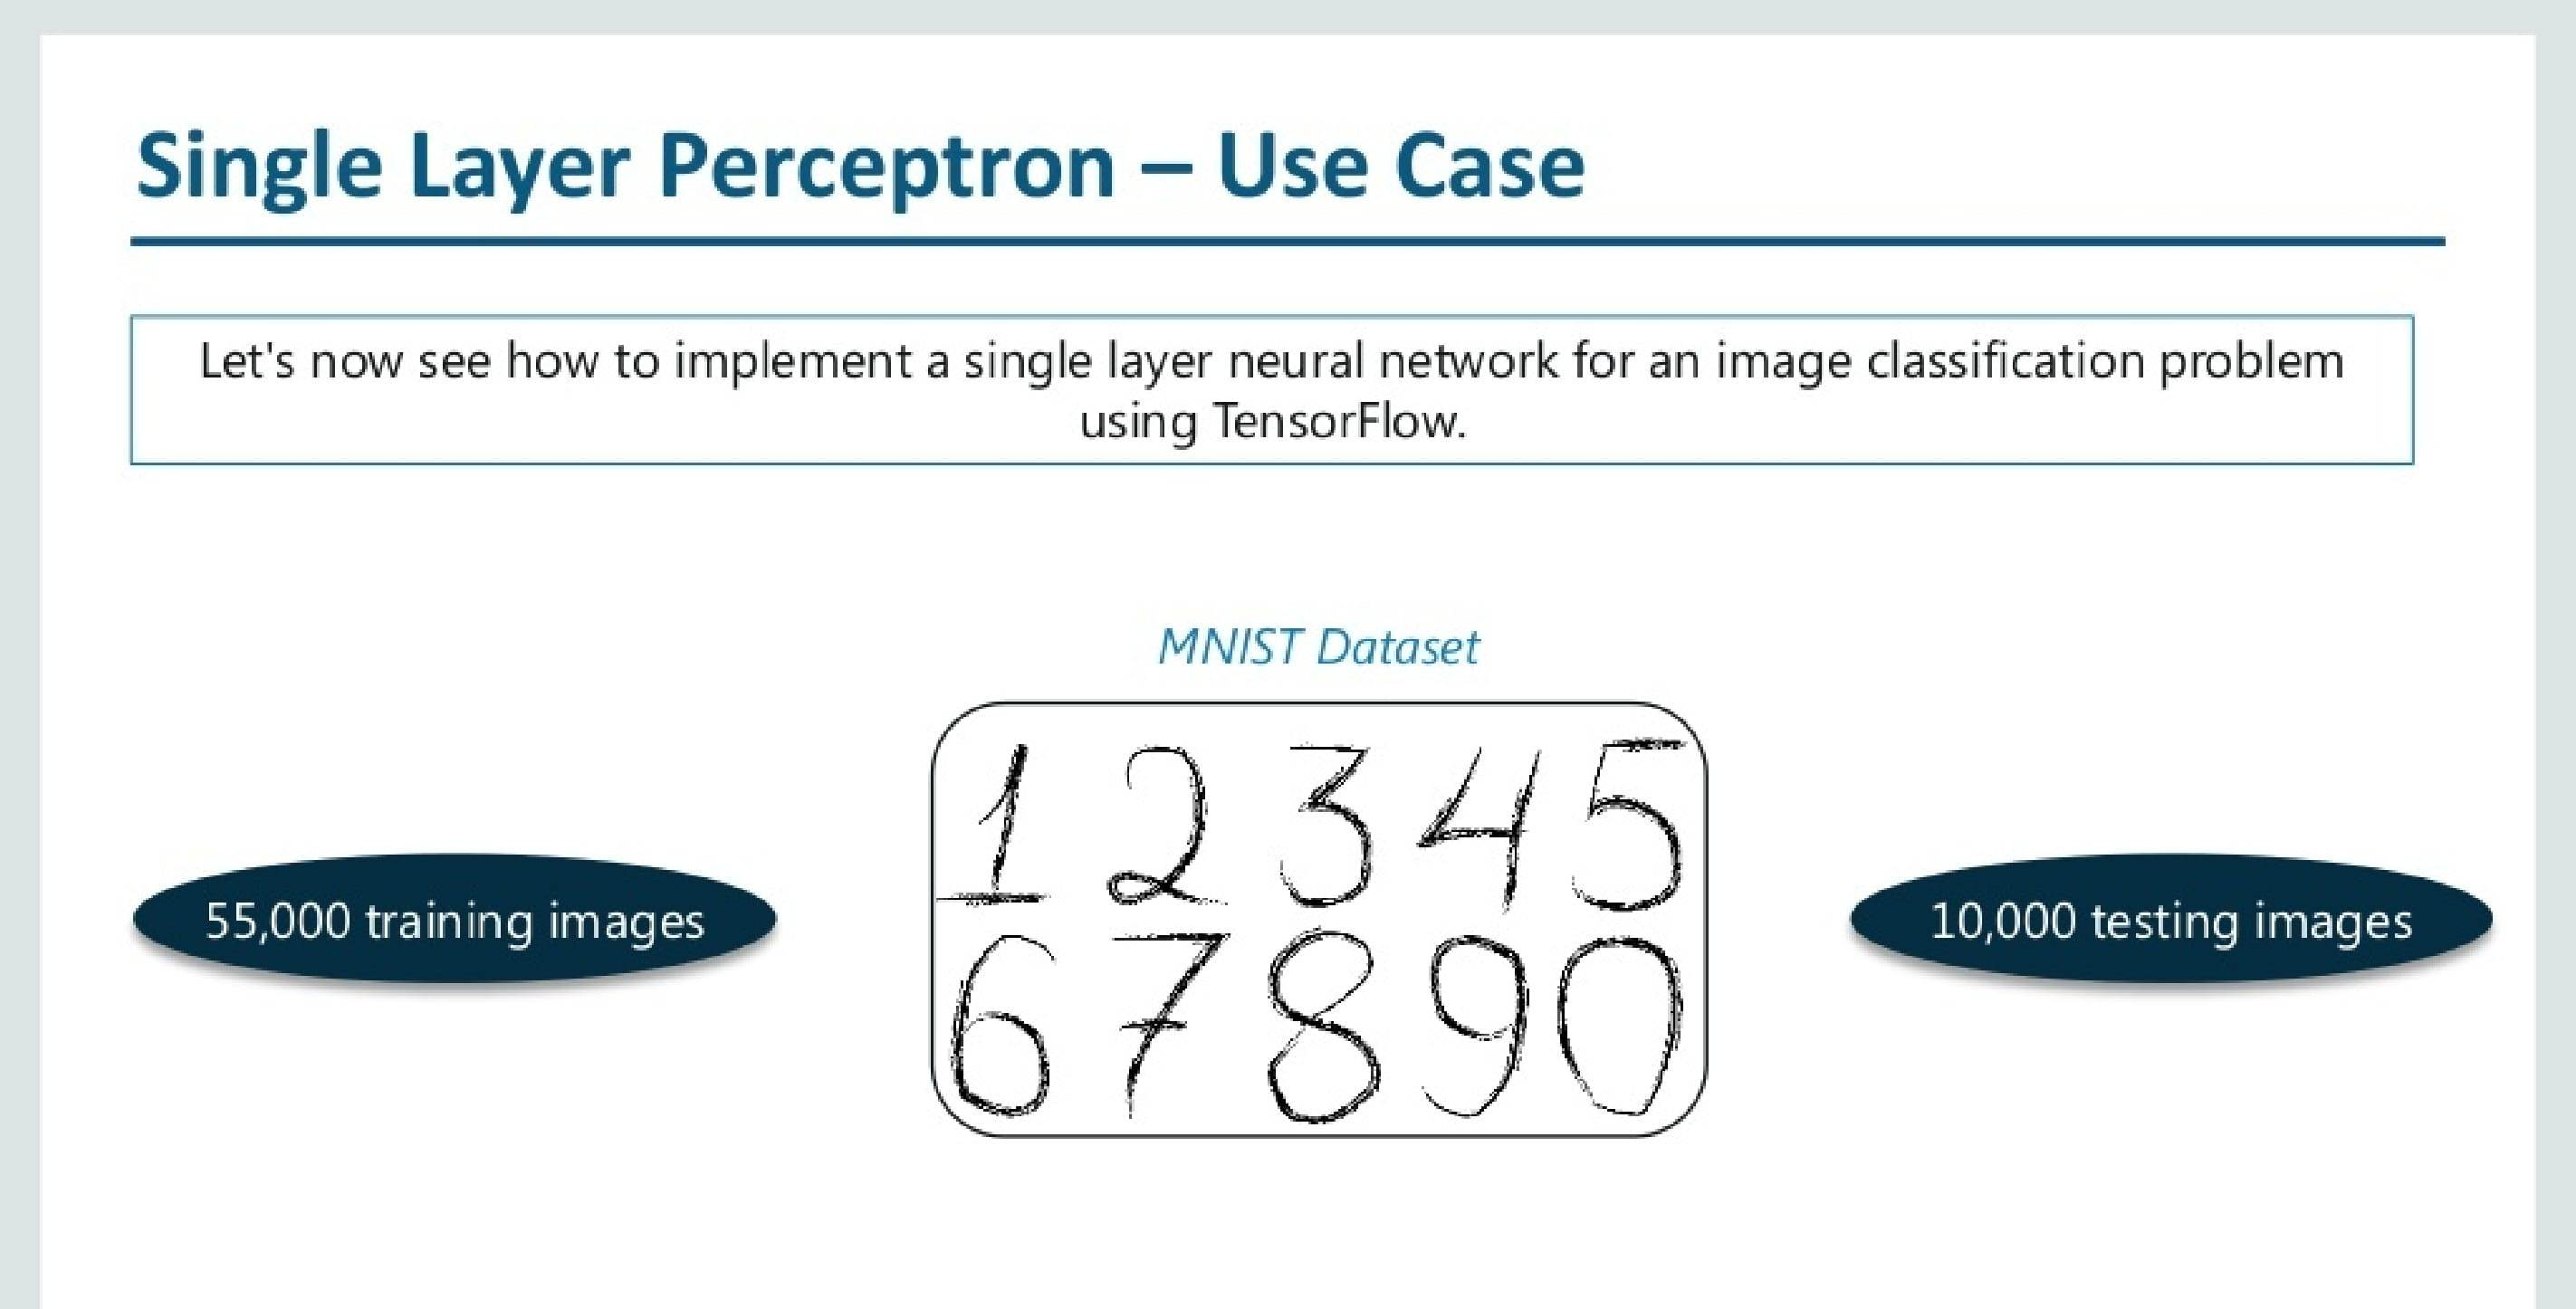 Single Layer Perceptron – Use Case
Let's now see how to implement a single layer neural network for an image classification problem
using TensorFlow.
MNIST Dataset
1 2 3 4 5
55,000 training images
10,000 testing images
6 7 8 9 0